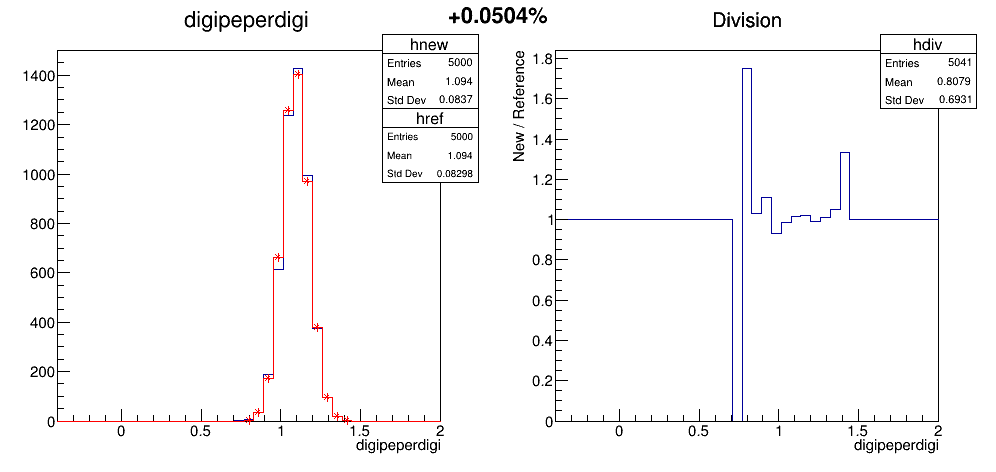 digipeperdigi
+0.0504%
Division
hnew
Entries 5000
Mean 1.094
Std Dev 0.0837
href
Entries 5000
Mean 1.094
Std Dev 0.08298
1400
1200
1000
800
600
400
200
0
0 0.5 1 1.5 2
digipeperdigi
hdiv
Entries 5041
Mean 0.8079
Std Dev 0.6931
New / Reference
1.8
1.6
1.4
1.2
1
0.8
0.6
0.4
0.2
0
0 0.5 1 1.5 2
digipeperdigi